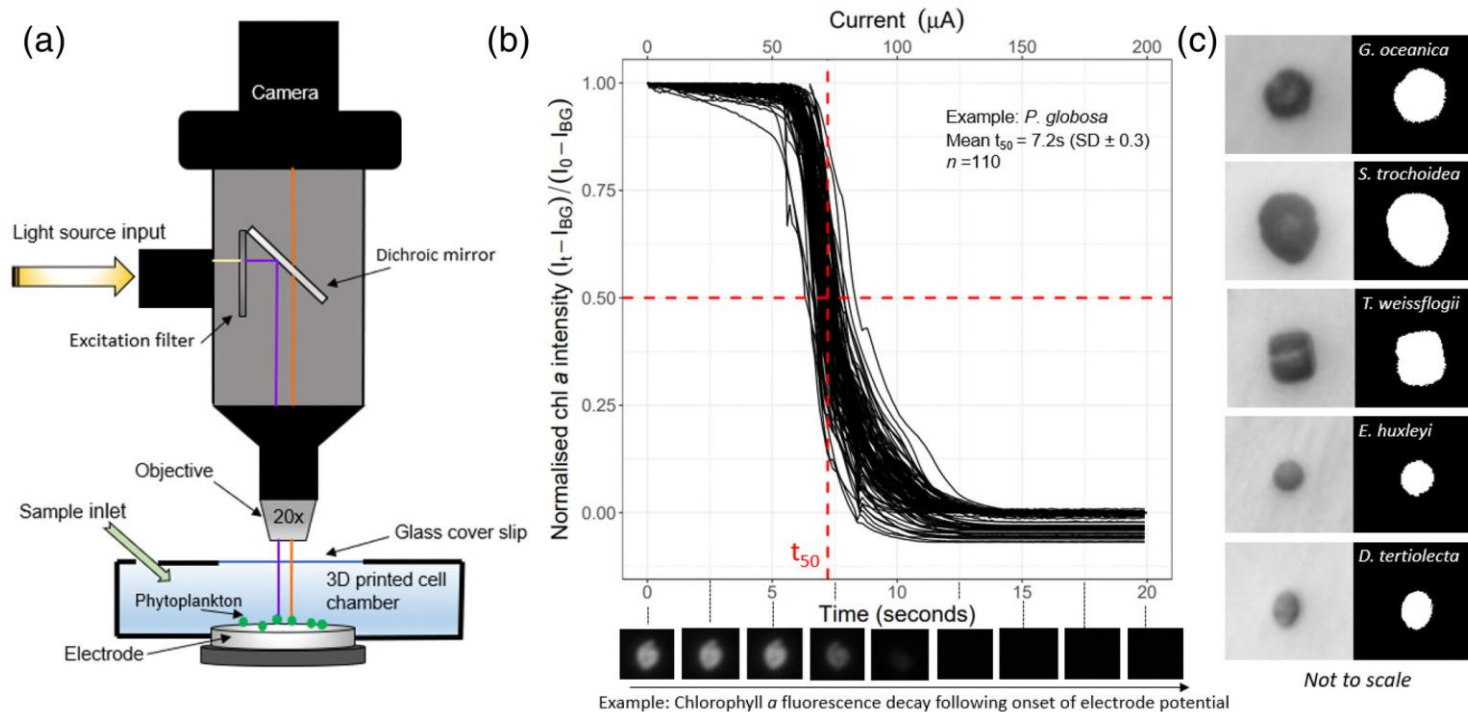 (a)
Camera
Light source input
Dichroic mirror
Excitation filter
Objective
20x
Sample inlet
Glass cover slip
3D printed cell
chamber
Phytoplankton
Electrode
(b)
Current (µA)
0 50 100 150 200
Normalised chl a intensity (It − IBG)/(I0 − IBG)
1.00
0.75
0.50
0.25
0.00
Example: P. globosa
Mean t50 = 7.2s (SD ± 0.3)
n =110
t50
0 5 10 15 20
Time (seconds)
Example: Chlorophyll a fluorescence decay following onset of electrode potential
(c)
G. oceanica
S. trochoidea
T. weissflogii
E. huxleyi
D. tertiolecta
Not to scale